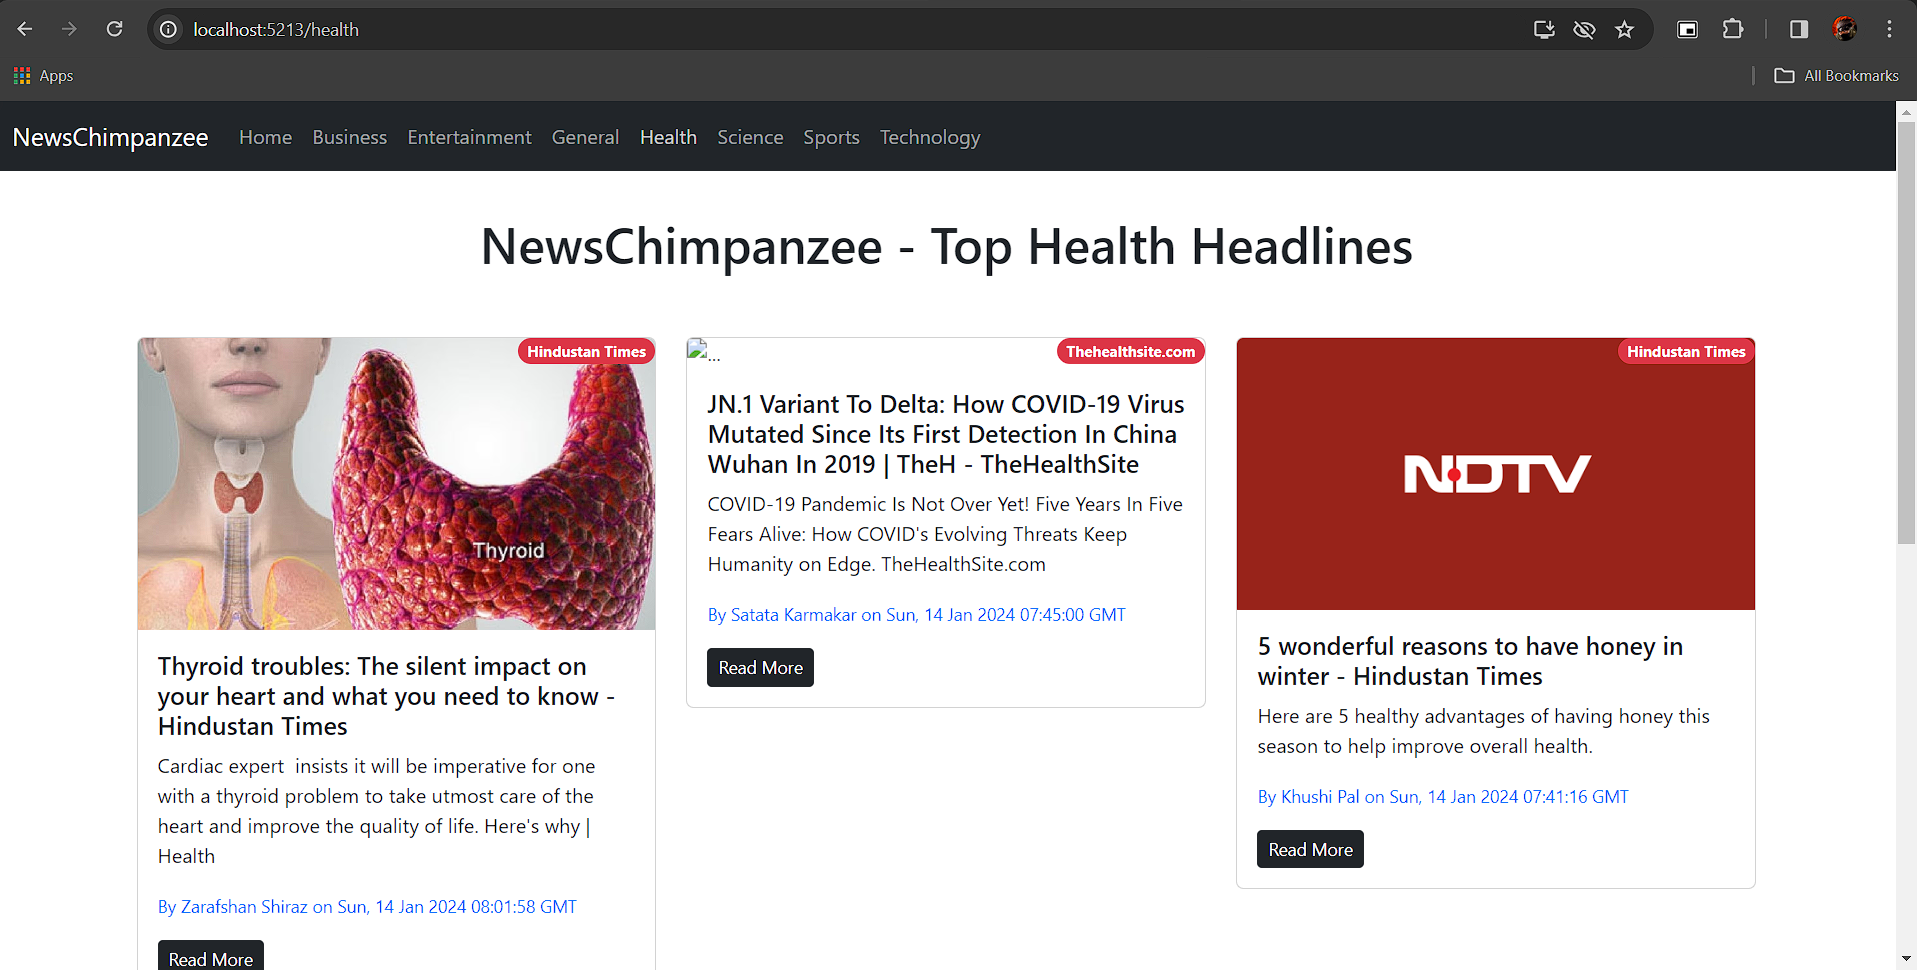 localhost:5213/health
Apps
All Bookmarks
NewsChimpanzee Home Business Entertainment General Health Science Sports Technology
NewsChimpanzee - Top Health Headlines
Hindustan Times
Thyroid
Thyroid troubles: The silent impact on
your heart and what you need to know -
Hindustan Times
Cardiac expert  insists it will be imperative for one
with a thyroid problem to take utmost care of the
heart and improve the quality of life. Here's why |
Health
By Zarafshan Shiraz on Sun, 14 Jan 2024 08:01:58 GMT
Read More
...
Thehealthsite.com
JN.1 Variant To Delta: How COVID-19 Virus
Mutated Since Its First Detection In China
Wuhan In 2019 | TheH - TheHealthSite
COVID-19 Pandemic Is Not Over Yet! Five Years In Five
Fears Alive: How COVID's Evolving Threats Keep
Humanity on Edge. TheHealthSite.com
By Satata Karmakar on Sun, 14 Jan 2024 07:45:00 GMT
Read More
Hindustan Times
NDTV
5 wonderful reasons to have honey in
winter - Hindustan Times
Here are 5 healthy advantages of having honey this
season to help improve overall health.
By Khushi Pal on Sun, 14 Jan 2024 07:41:16 GMT
Read More